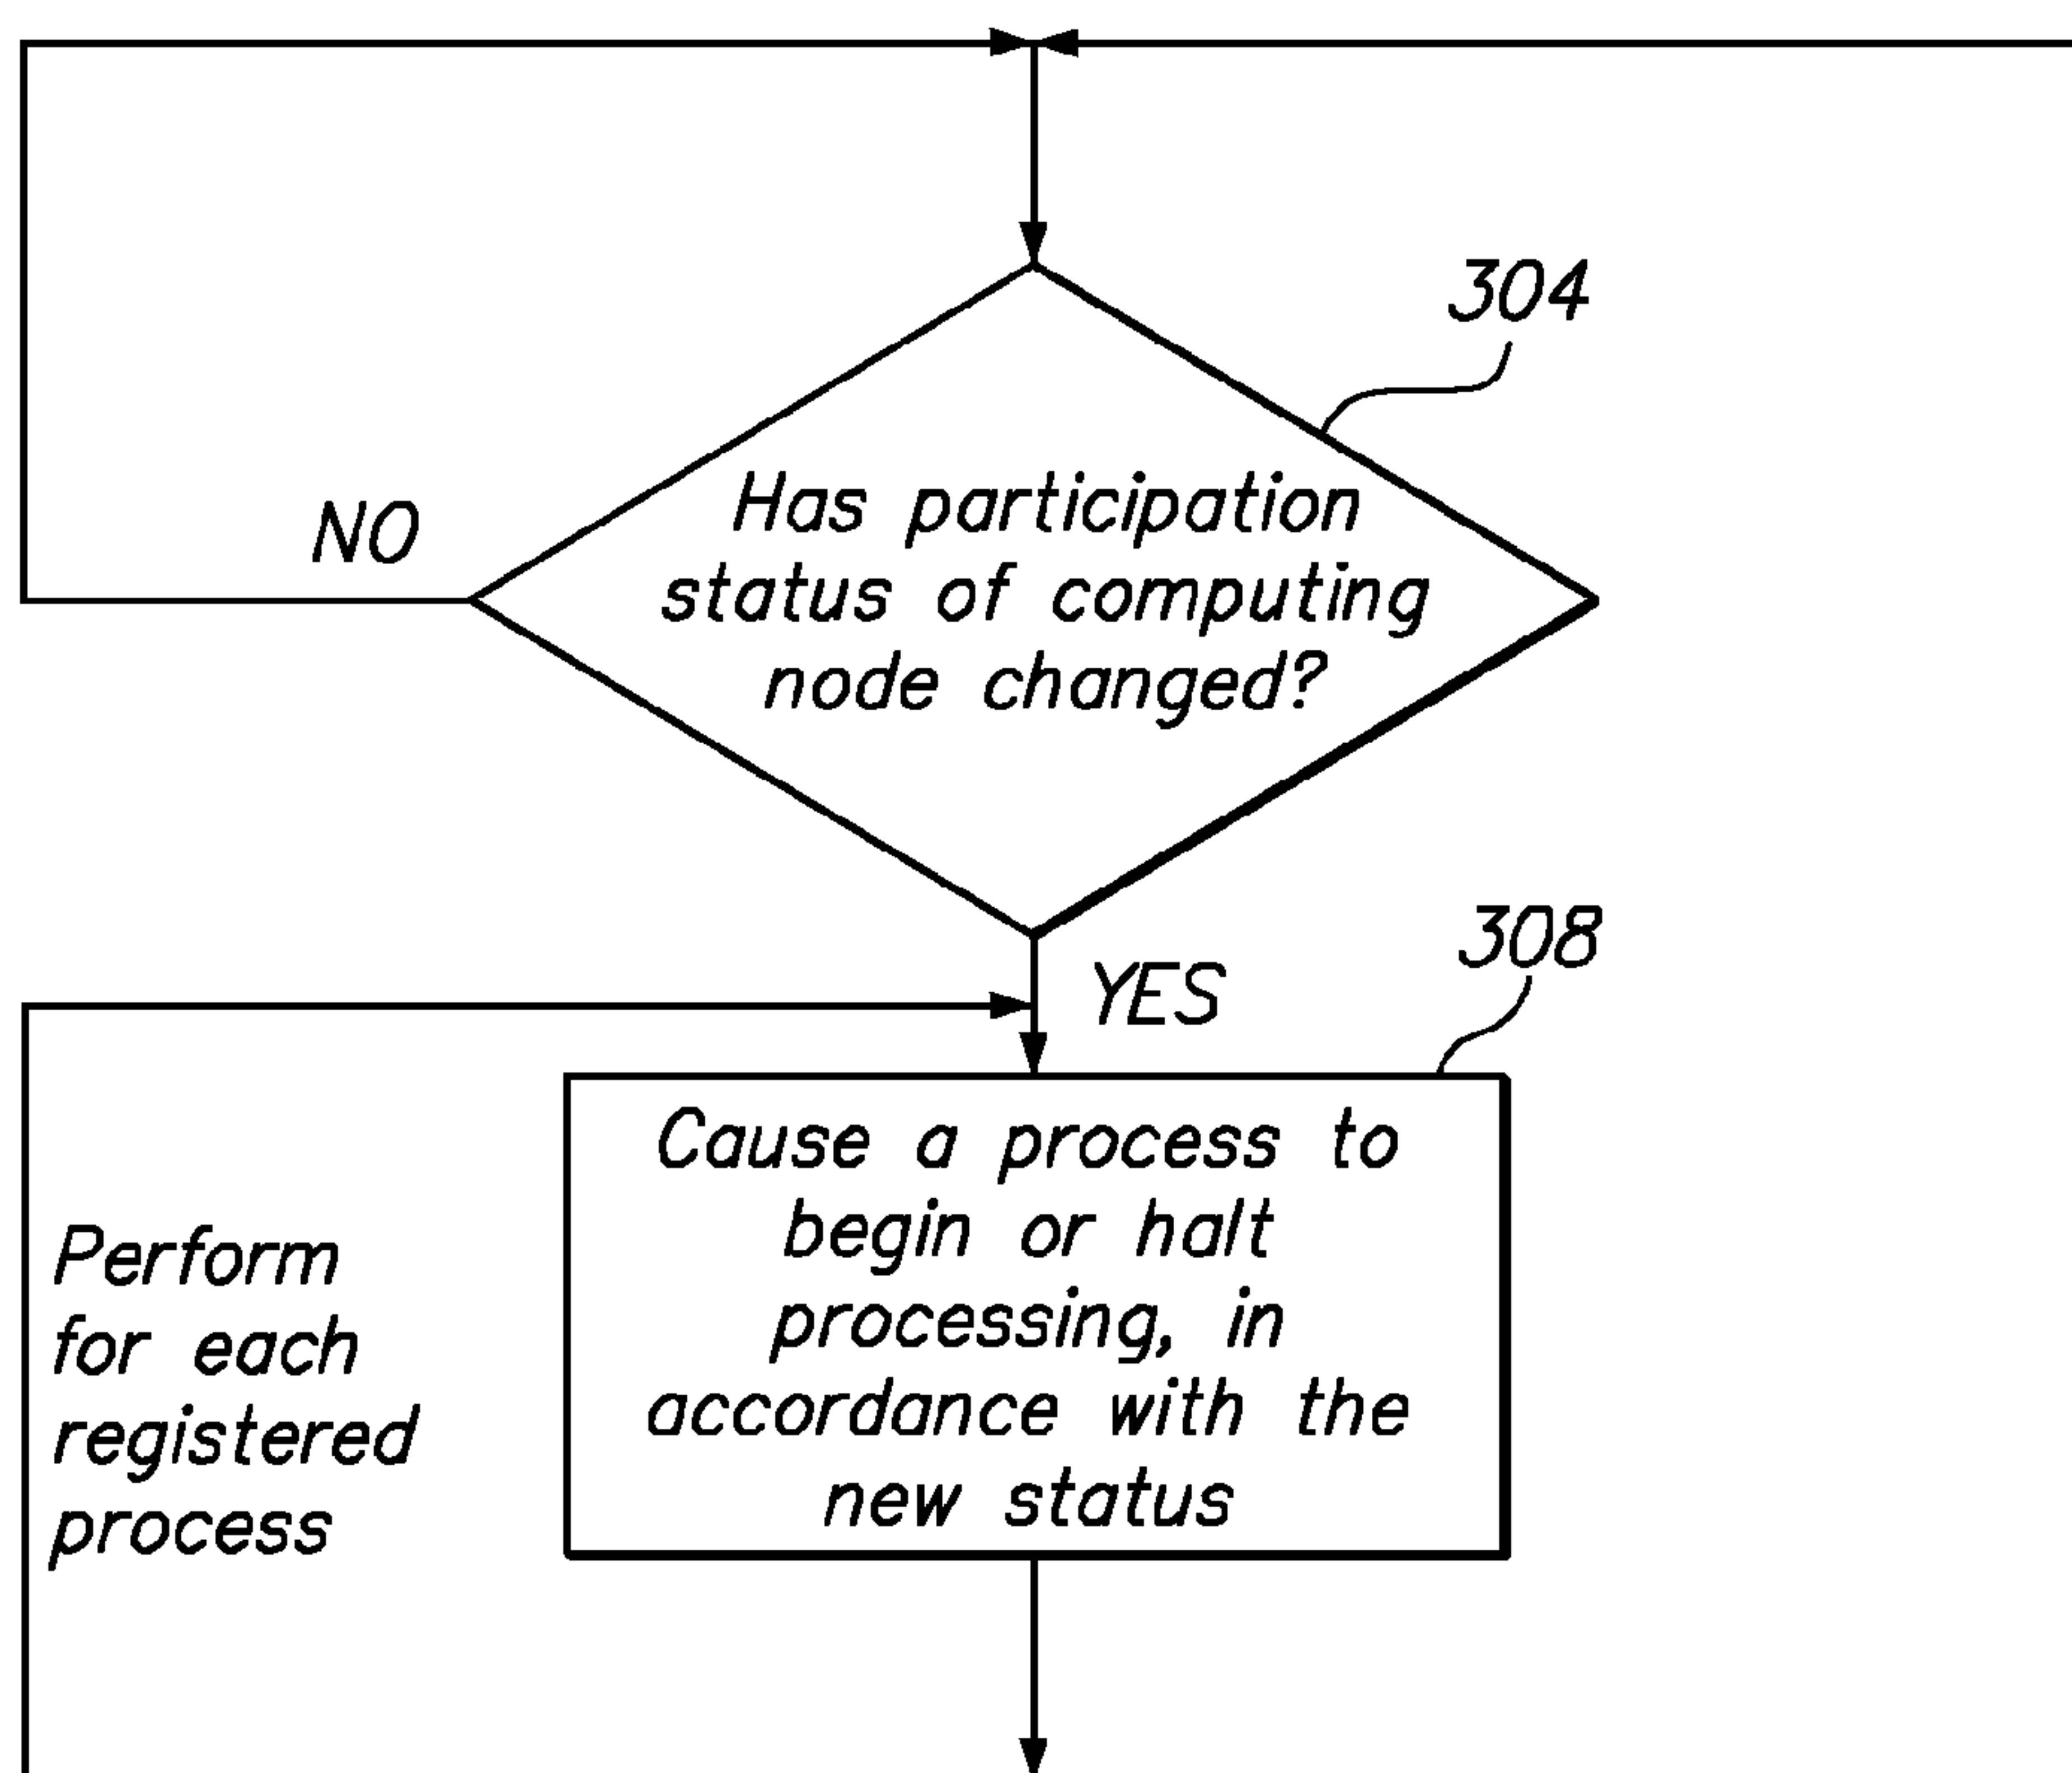 304
Has participation
status of computing
node changed?
NO
YES
308
Cause a process to
begin or halt
processing, in
accordance with the
new status
Perform
for each
registered
process